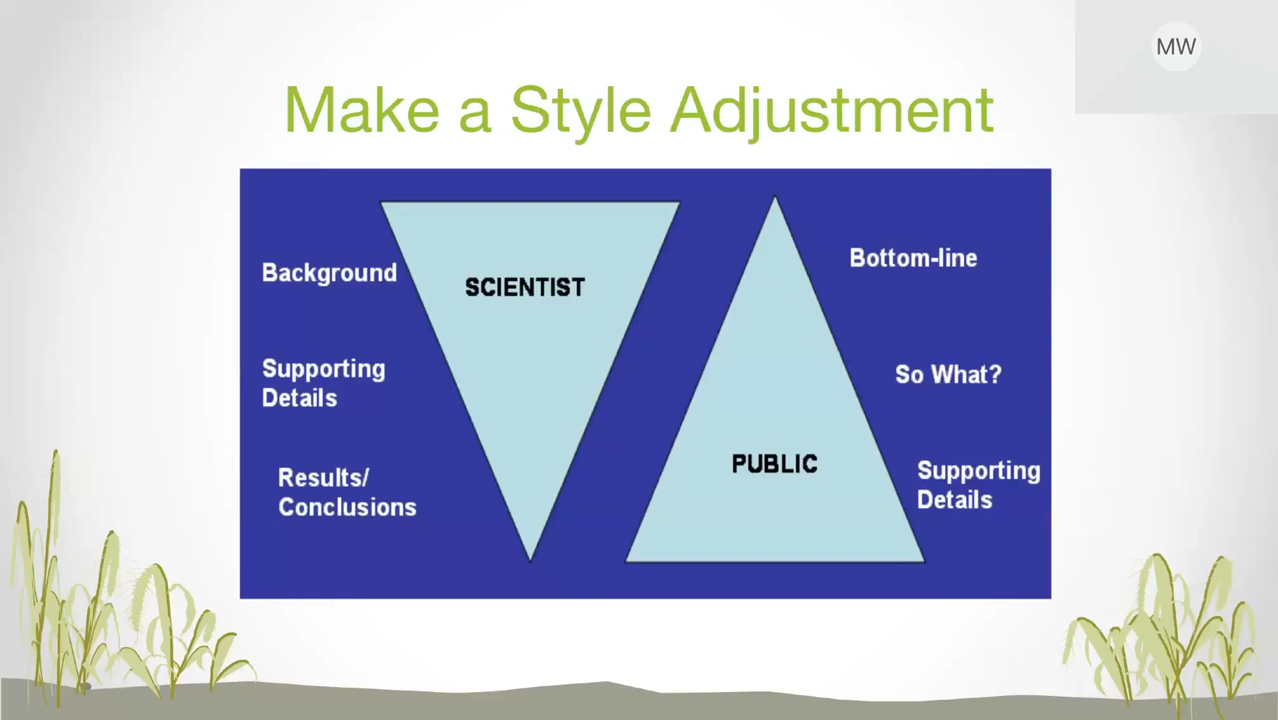 MW
Make a Style Adjustment
Background
SCIENTIST
Supporting
Details
Results/
Conclusions
Bottom-line
So What?
PUBLIC
Supporting
Details